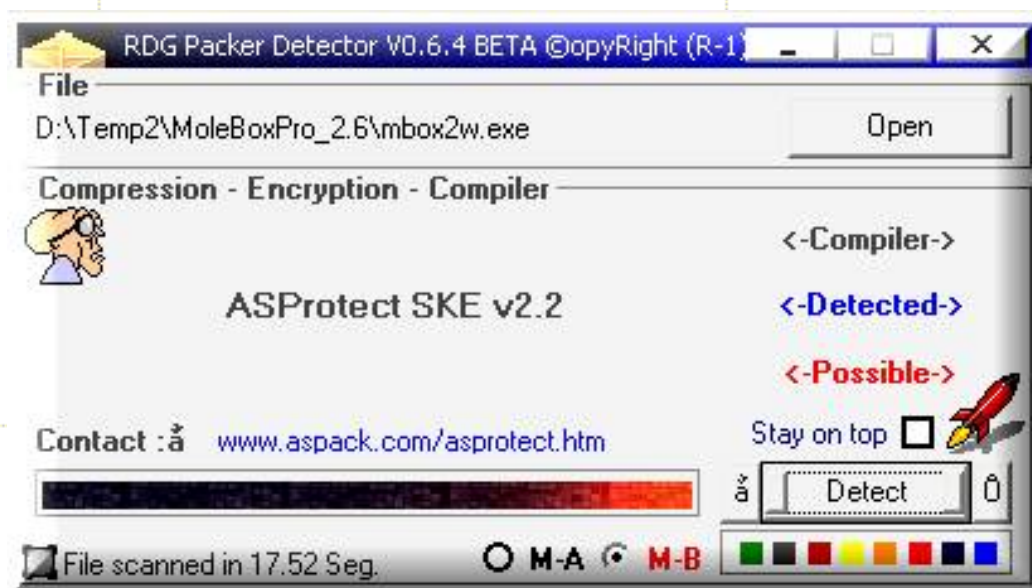 RDG Packer Detector V0.6.4 BETA ©opyRight (R-1)
File
D:\Temp2\MoleBoxPro_2.6\mbox2w.exe
Open
Compression - Encryption - Compiler
<-Compiler->
ASProtect SKE v2.2
<-Detected->
<-Possible->
Contact :å www.aspack.com/asprotect.htm
Stay on top
å Detect Ô
File scanned in 17.52 Seg.
M-A M-B